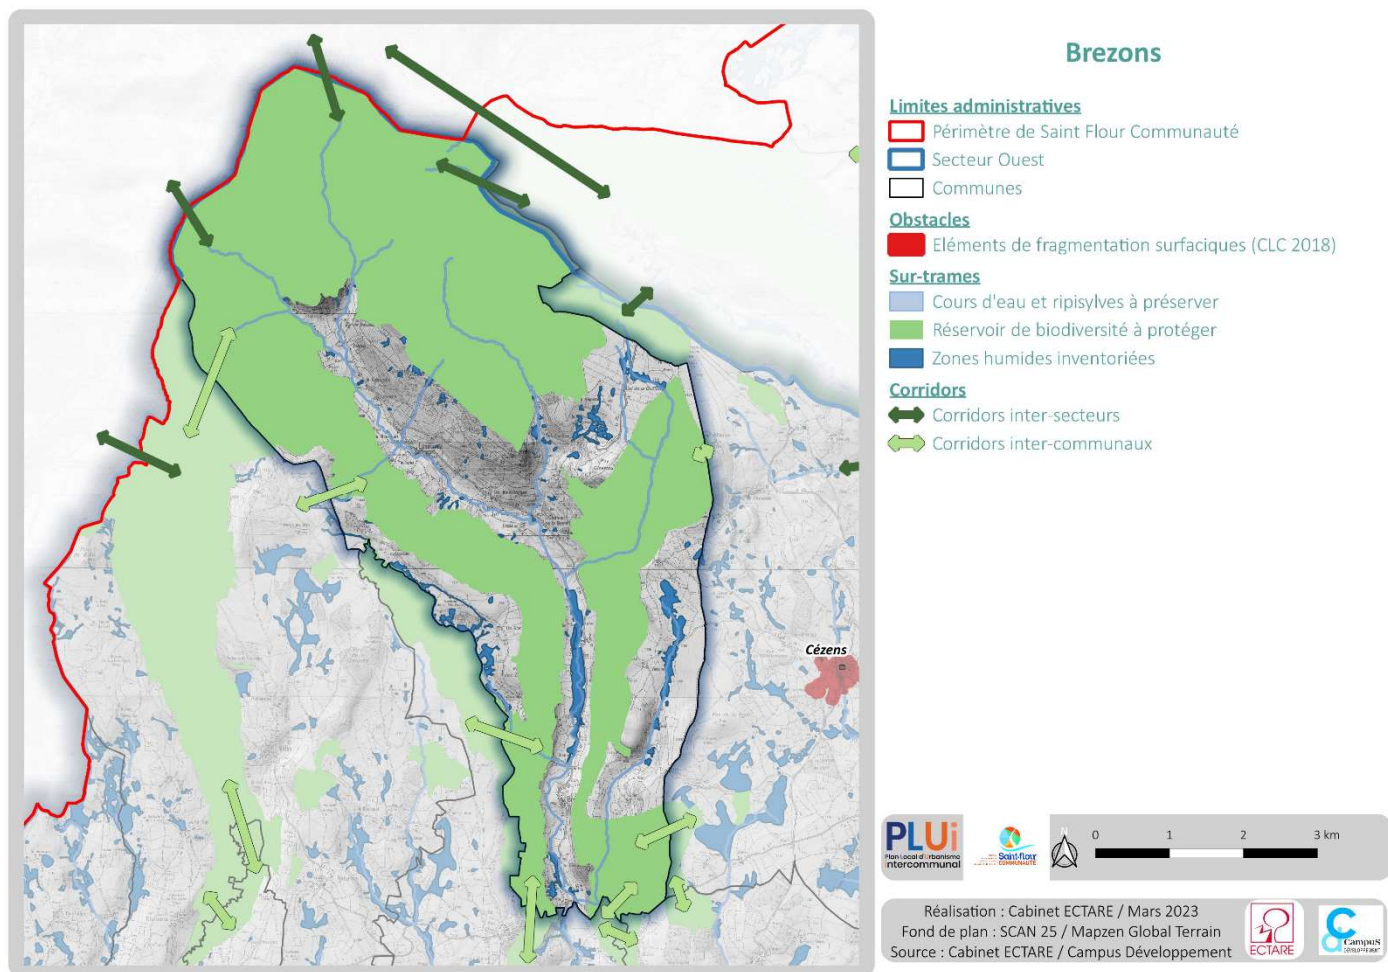 Brezons
Limites administratives
Périmètre de Saint Flour Communauté
Secteur Ouest
Communes
Obstacles
Eléments de fragmentation surfaciques (CLC 2018)
Sur-trames
Cours d'eau et ripisylves à préserver
Réservoir de biodiversité à protéger
Zones humides inventoriées
Corridors
Corridors inter-secteurs
Corridors inter-communaux
Cézens
PLUi
Plan Local d'Urbanisme
intercommunal
Saint-flour
COMMUNAUTÉ
N
0 1 2 3 km
Réalisation : Cabinet ECTARE / Mars 2023
Fond de plan : SCAN 25 / Mapzen Global Terrain
Source : Cabinet ECTARE / Campus Développement
ECTARE
Campus
DÉVELOPPEMENT